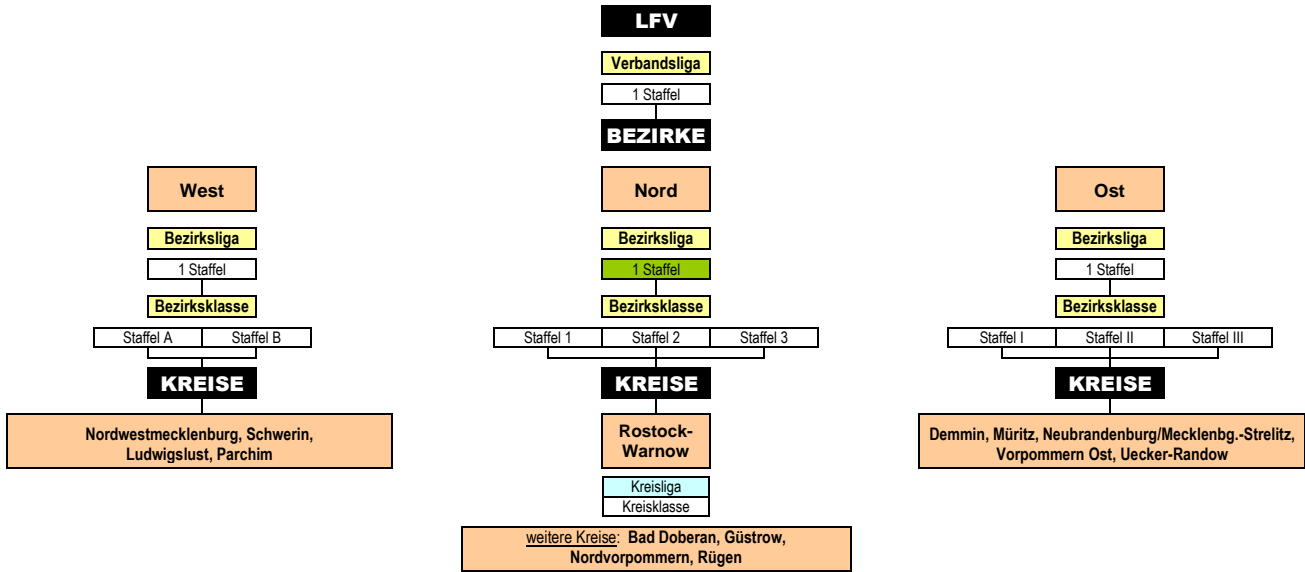 LFV
Verbandsliga
1 Staffel
BEZIRKE
West
Nord
Ost
Bezirksliga
Bezirksliga
Bezirksliga
1 Staffel
1 Staffel
1 Staffel
Bezirksklasse
Bezirksklasse
Bezirksklasse
Staffel A
Staffel B
Staffel 1
Staffel 2
Staffel 3
Staffel I
Staffel II
Staffel III
KREISE
KREISE
KREISE
Nordwestmecklenburg, Schwerin,
Ludwigslust, Parchim
Rostock-
Warnow
Demmin, Müritz, Neubrandenburg/Mecklenbg.-Strelitz,
Vorpommern Ost, Uecker-Randow
Kreisliga
Kreisklasse
weitere Kreise: Bad Doberan, Güstrow,
Nordvorpommern, Rügen